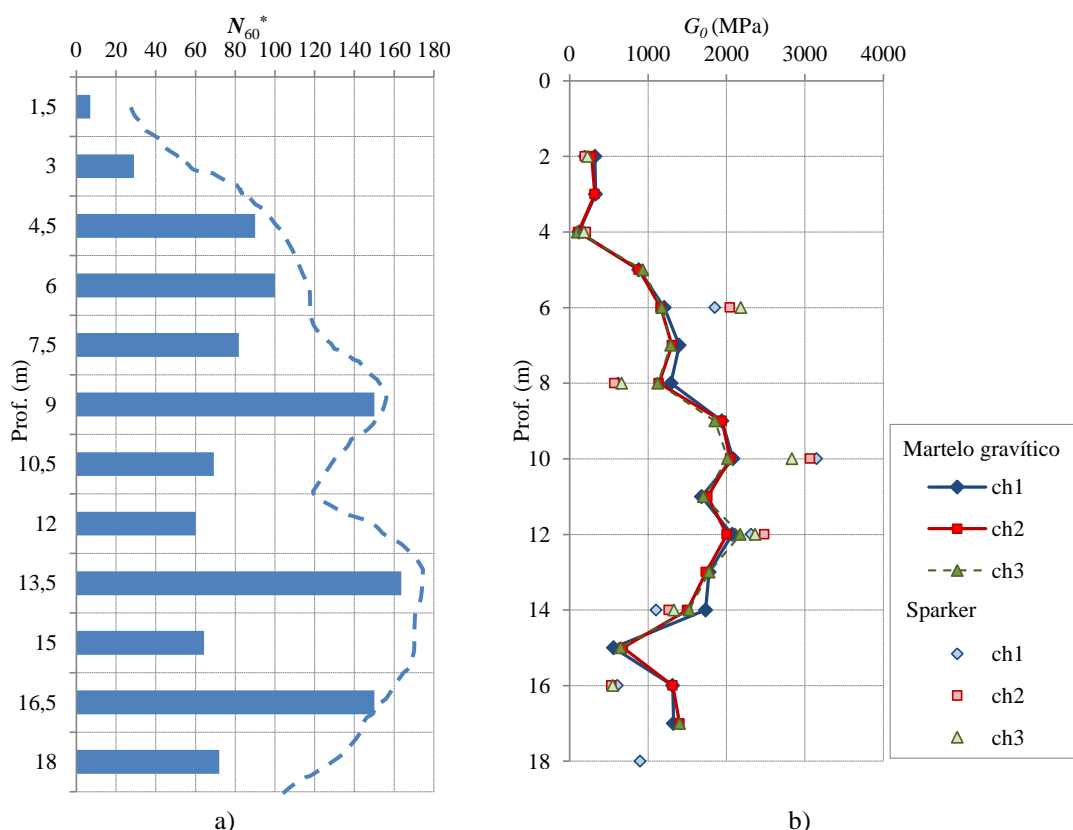 N60*
0 20 40 60 80 100 120 140 160 180
1,5
3
4,5
6
7,5
9
10,5
12
13,5
15
16,5
18
Prof. (m)
a)
G0 (MPa)
0 1000 2000 3000 4000
0
2
4
6
8
10
12
14
16
18
Prof. (m)
b)
Martelo gravítico
ch1
ch2
ch3
Sparker
ch1
ch2
ch3